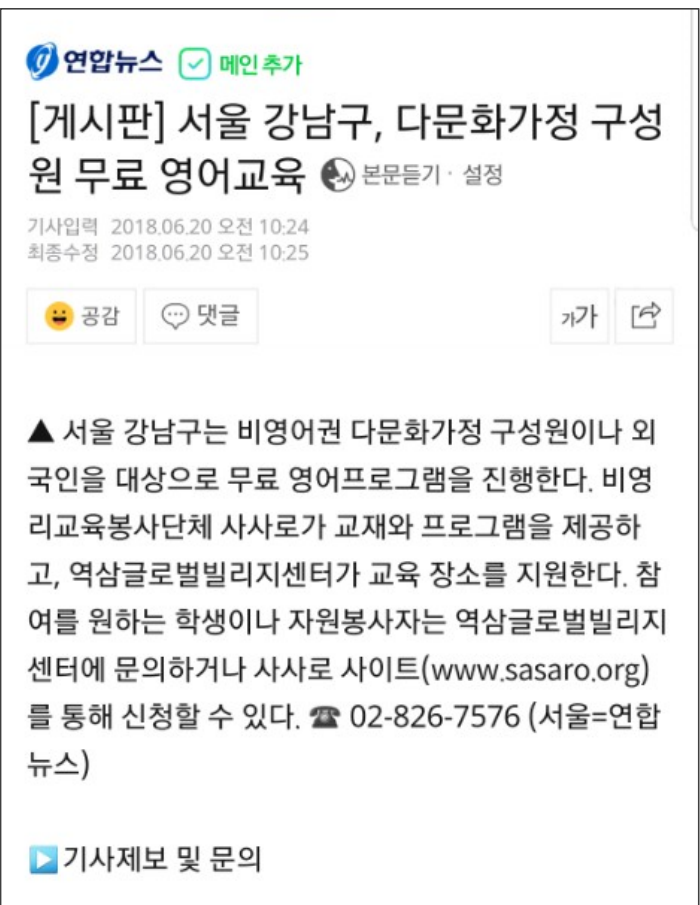 연합뉴스 메인 추가
[게시판] 서울 강남구, 다문화가정 구성
원 무료 영어교육 본문듣기 · 설정
기사입력 2018.06.20 오전 10:24
최종수정 2018.06.20 오전 10:25
공감 댓글 가가
▲ 서울 강남구는 비영어권 다문화가정 구성원이나 외
국인을 대상으로 무료 영어프로그램을 진행한다. 비영
리교육봉사단체 사사로가 교재와 프로그램을 제공하
고, 역삼글로벌빌리지센터가 교육 장소를 지원한다. 참
여를 원하는 학생이나 자원봉사자는 역삼글로벌빌리지
센터에 문의하거나 사사로 사이트(www.sasaro.org)
를 통해 신청할 수 있다. ☎ 02-826-7576 (서울=연합
뉴스)
▶기사제보 및 문의